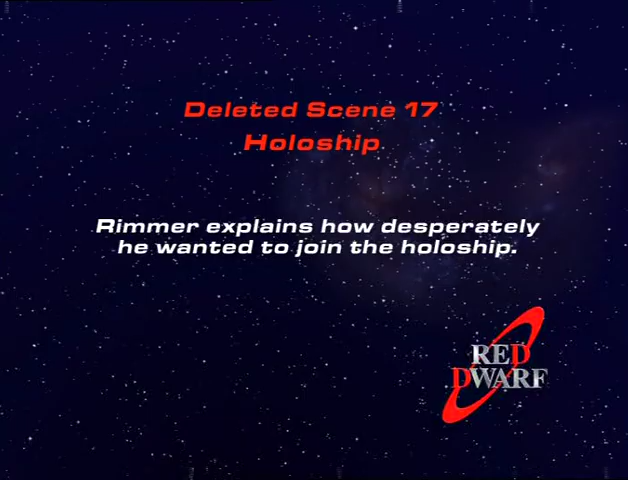 Deleted Scene 17
Holoship
Rimmer explains how desperately
he wanted to join the holoship.
RED
DWARF